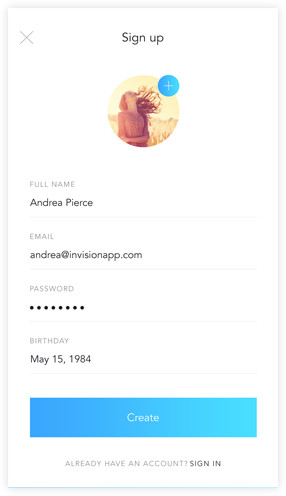 Sign up
FULL NAME
Andrea Pierce
EMAIL
andrea@invisionapp.com
PASSWORD
••••••••
BIRTHDAY
May 15, 1984
Create
ALREADY HAVE AN ACCOUNT? SIGN IN